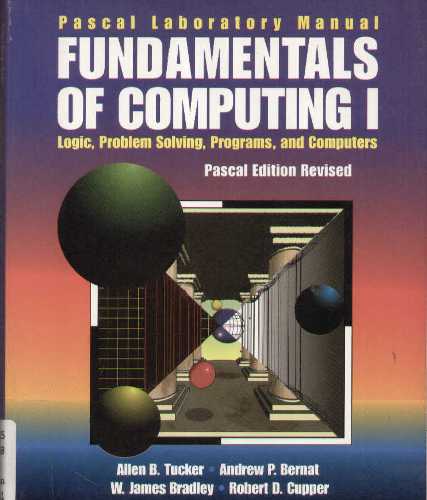 Pascal Laboratory Manual
FUNDAMENTALS
OF COMPUTING I
Logic, Problem Solving, Programs, and Computers
Pascal Edition Revised
Allen B. Tucker • Andrew P. Bernat
W. James Bradley • Robert D. Cupper